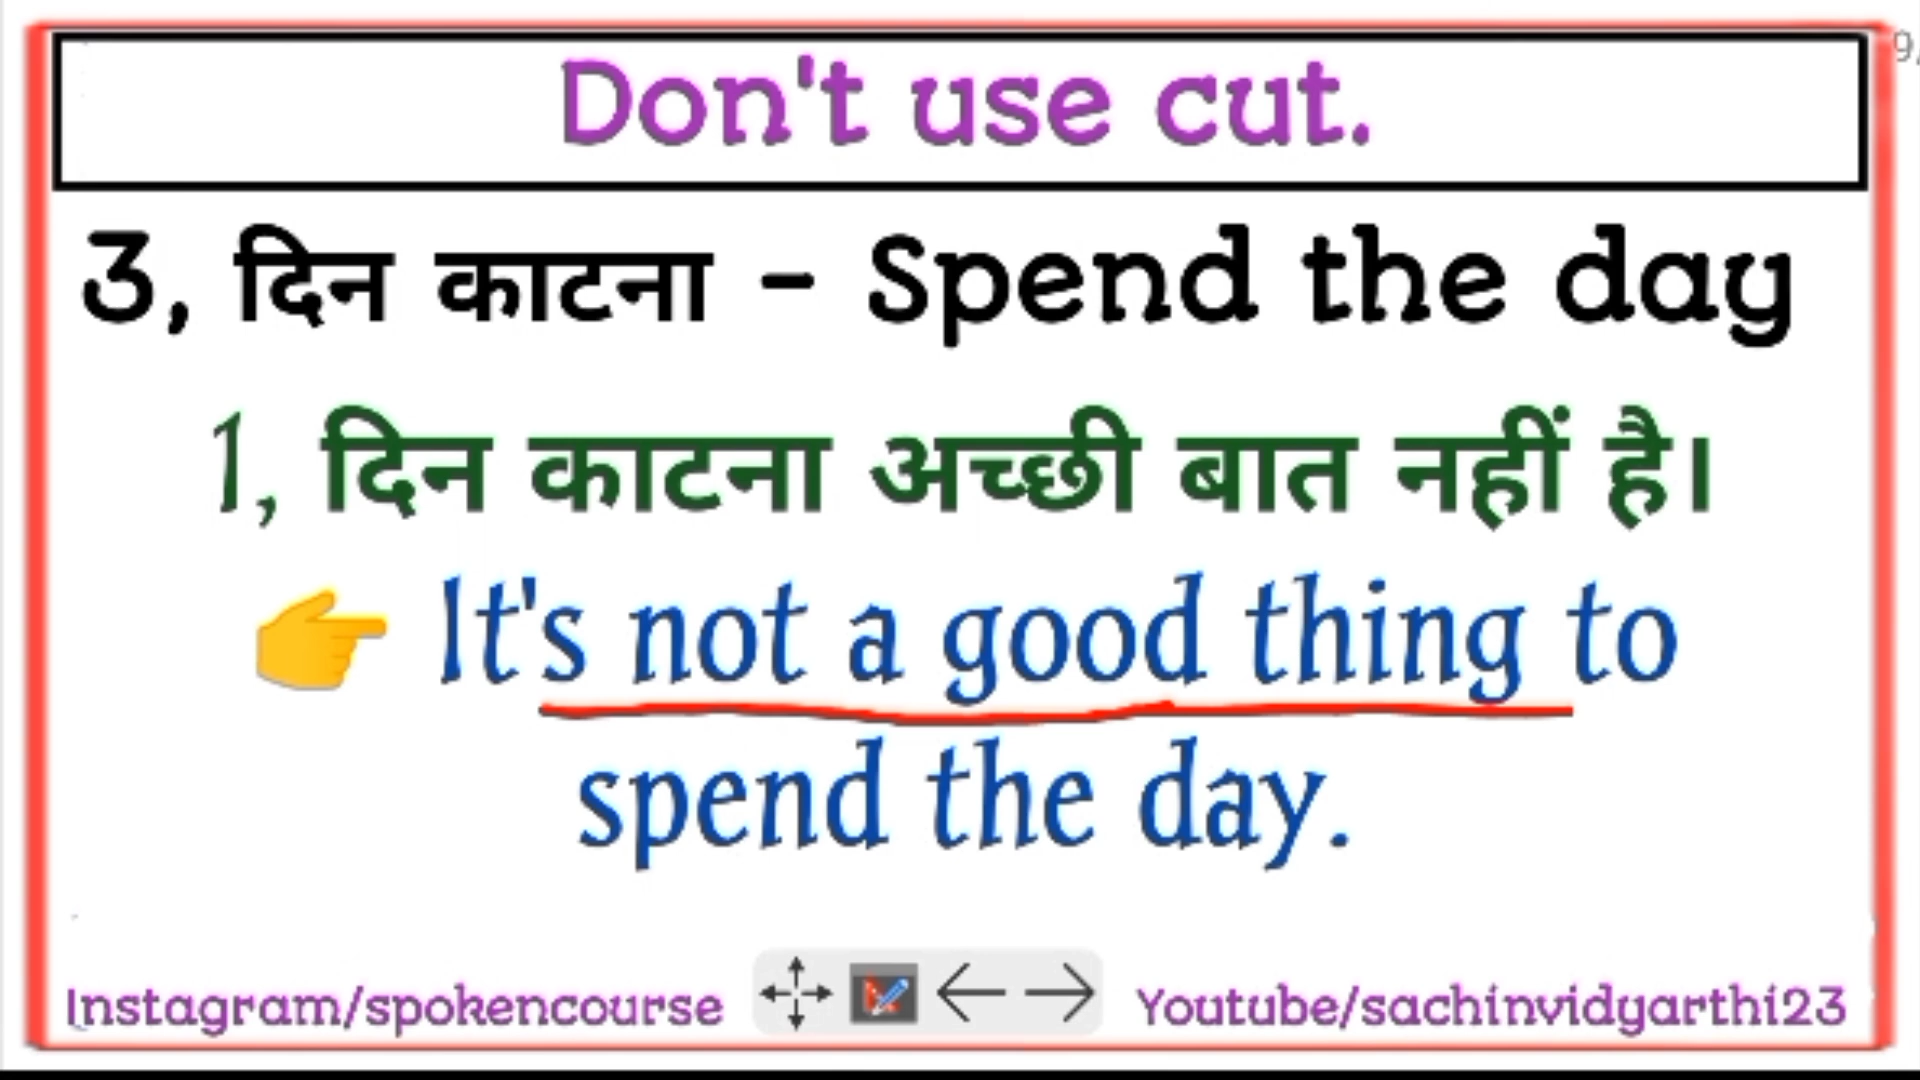 Don't use cut.
3, दिन काटना - Spend the day
1, दिन काटना अच्छी बात नहीं है।
👉 It's not a good thing to
spend the day.
Instagram/spokencourse
Youtube/sachinvidyarthi23